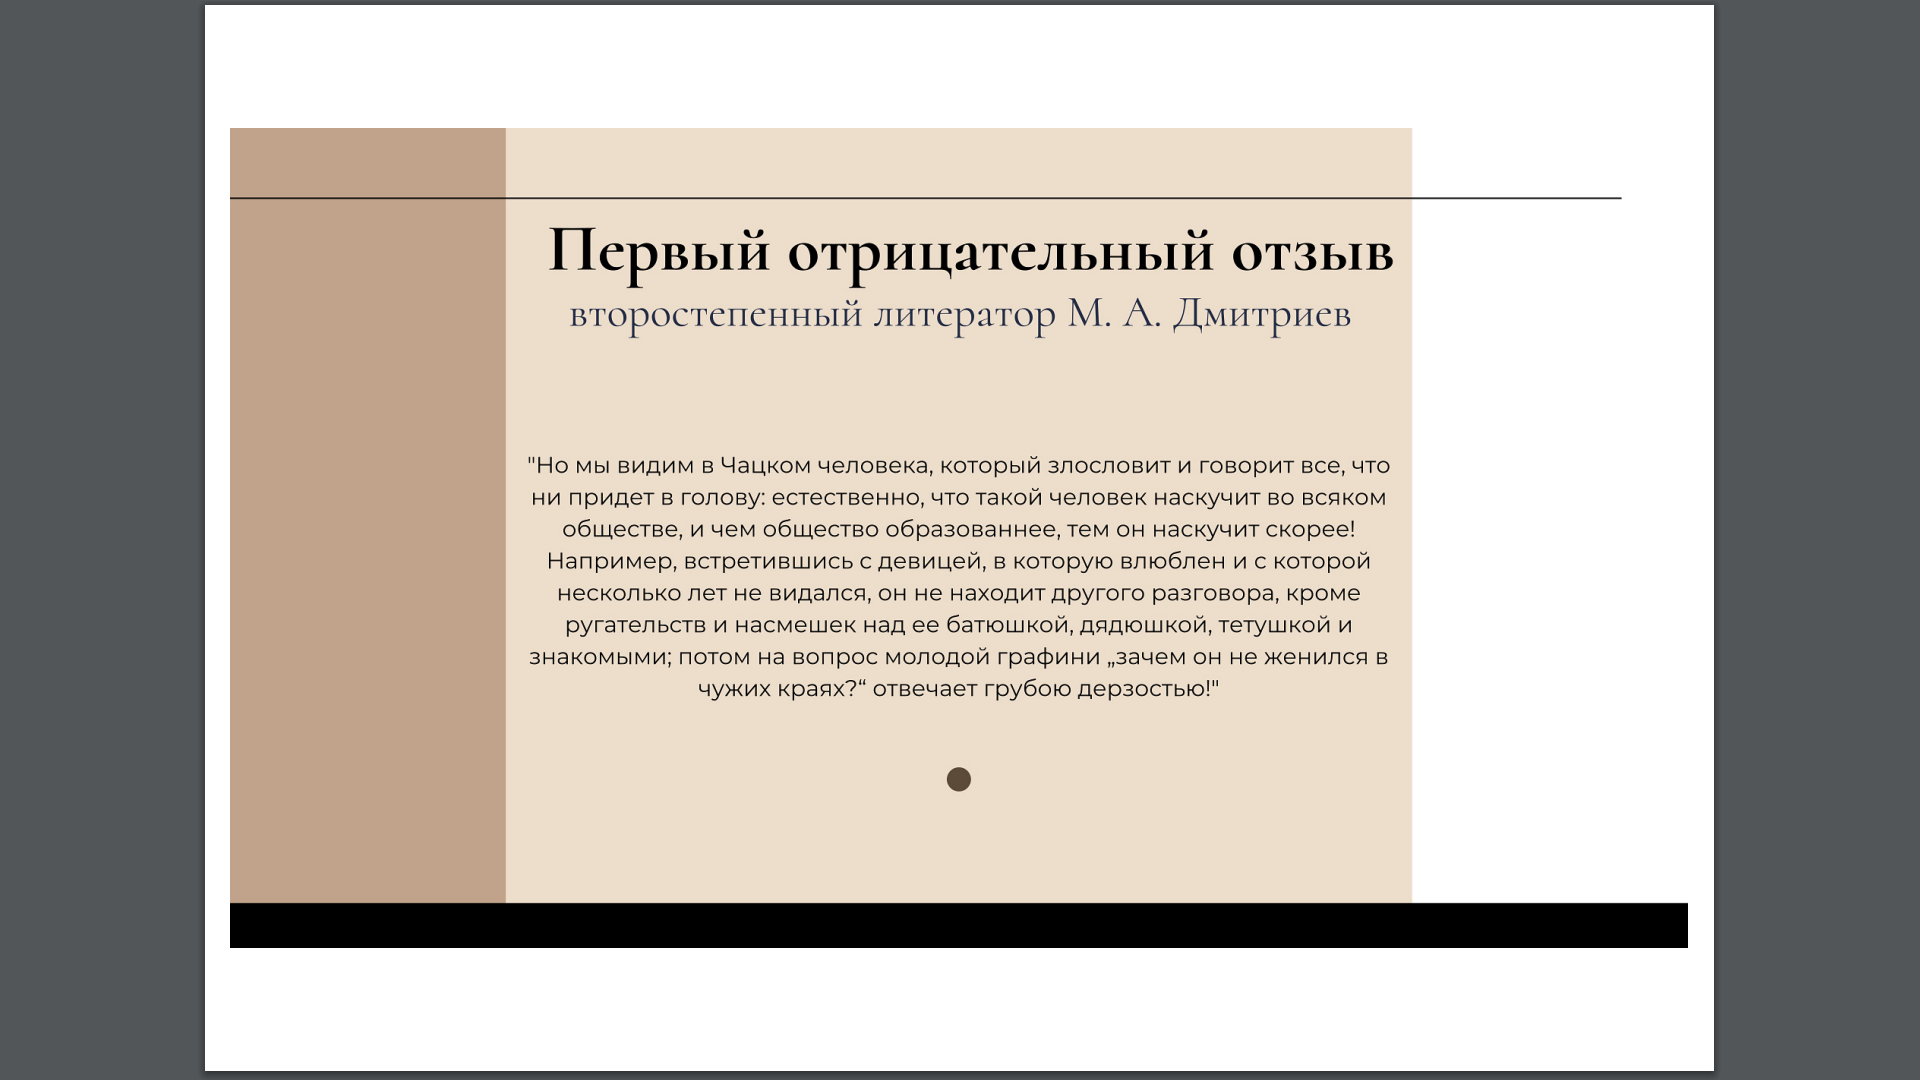 Первый отрицательный отзыв
второстепенный литератор М. А. Дмитриев
"Но мы видим в Чацком человека, который злословит и говорит все, что
ни придет в голову: естественно, что такой человек наскучит во всяком
обществе, и чем общество образованнее, тем он наскучит скорее!
Например, встретившись с девицей, в которую влюблен и с которой
несколько лет не видался, он не находит другого разговора, кроме
ругательств и насмешек над ее батюшкой, дядюшкой, тетушкой и
знакомыми; потом на вопрос молодой графини „зачем он не женился в
чужих краях?“ отвечает грубою дерзостью!"